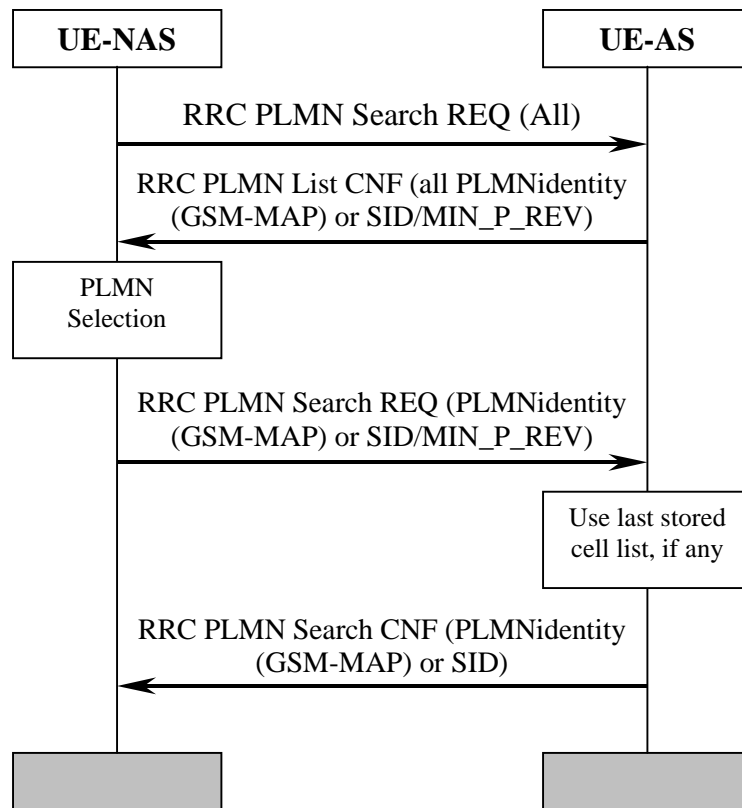 UE-NAS
UE-AS
RRC PLMN Search REQ (All)
RRC PLMN List CNF (all PLMNidentity
(GSM-MAP) or SID/MIN_P_REV)
PLMN
Selection
RRC PLMN Search REQ (PLMNidentity
(GSM-MAP) or SID/MIN_P_REV)
Use last stored
cell list, if any
RRC PLMN Search CNF (PLMNidentity
(GSM-MAP) or SID)